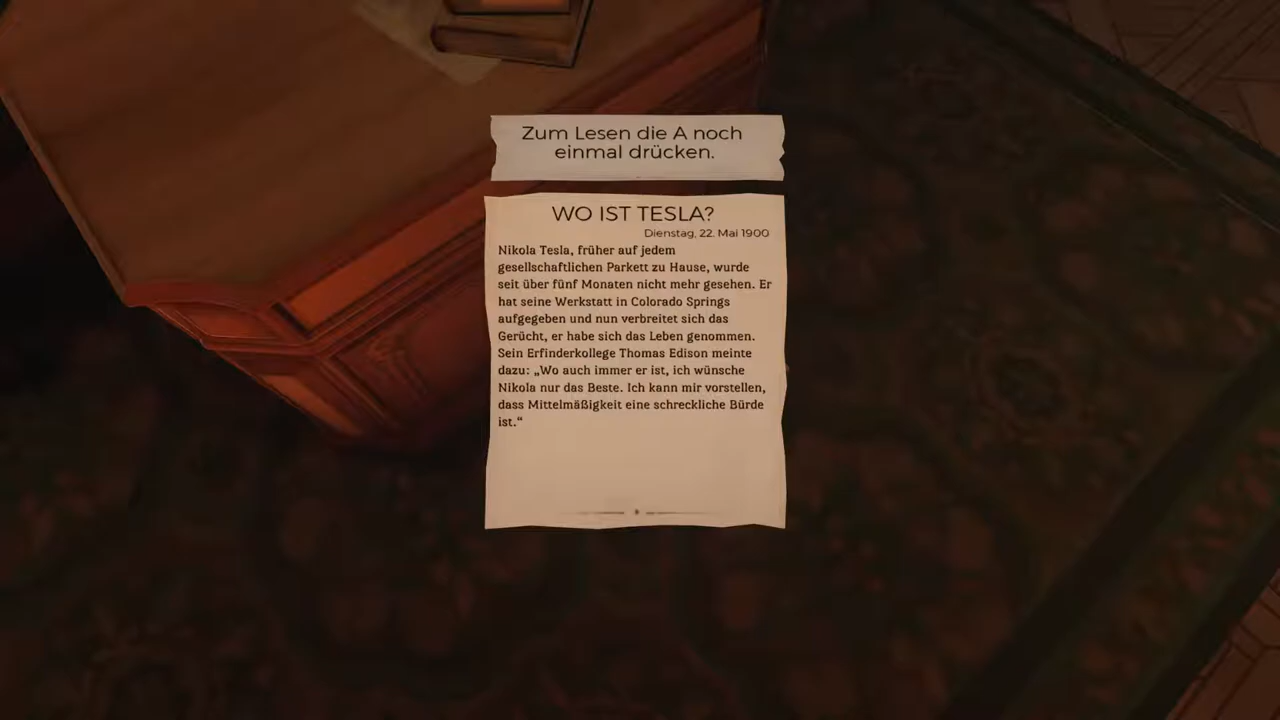 Zum Lesen die A noch
einmal drücken.
WO IST TESLA?
Dienstag, 22. Mai 1900
Nikola Tesla, früher auf jedem
gesellschaftlichen Parkett zu Hause, wurde
seit über fünf Monaten nicht mehr gesehen. Er
hat seine Werkstatt in Colorado Springs
aufgegeben und nun verbreitet sich das
Gerücht, er habe sich das Leben genommen.
Sein Erfinderkollege Thomas Edison meinte
dazu: „Wo auch immer er ist, ich wünsche
Nikola nur das Beste. Ich kann mir vorstellen,
dass Mittelmäßigkeit eine schreckliche Bürde
ist.“